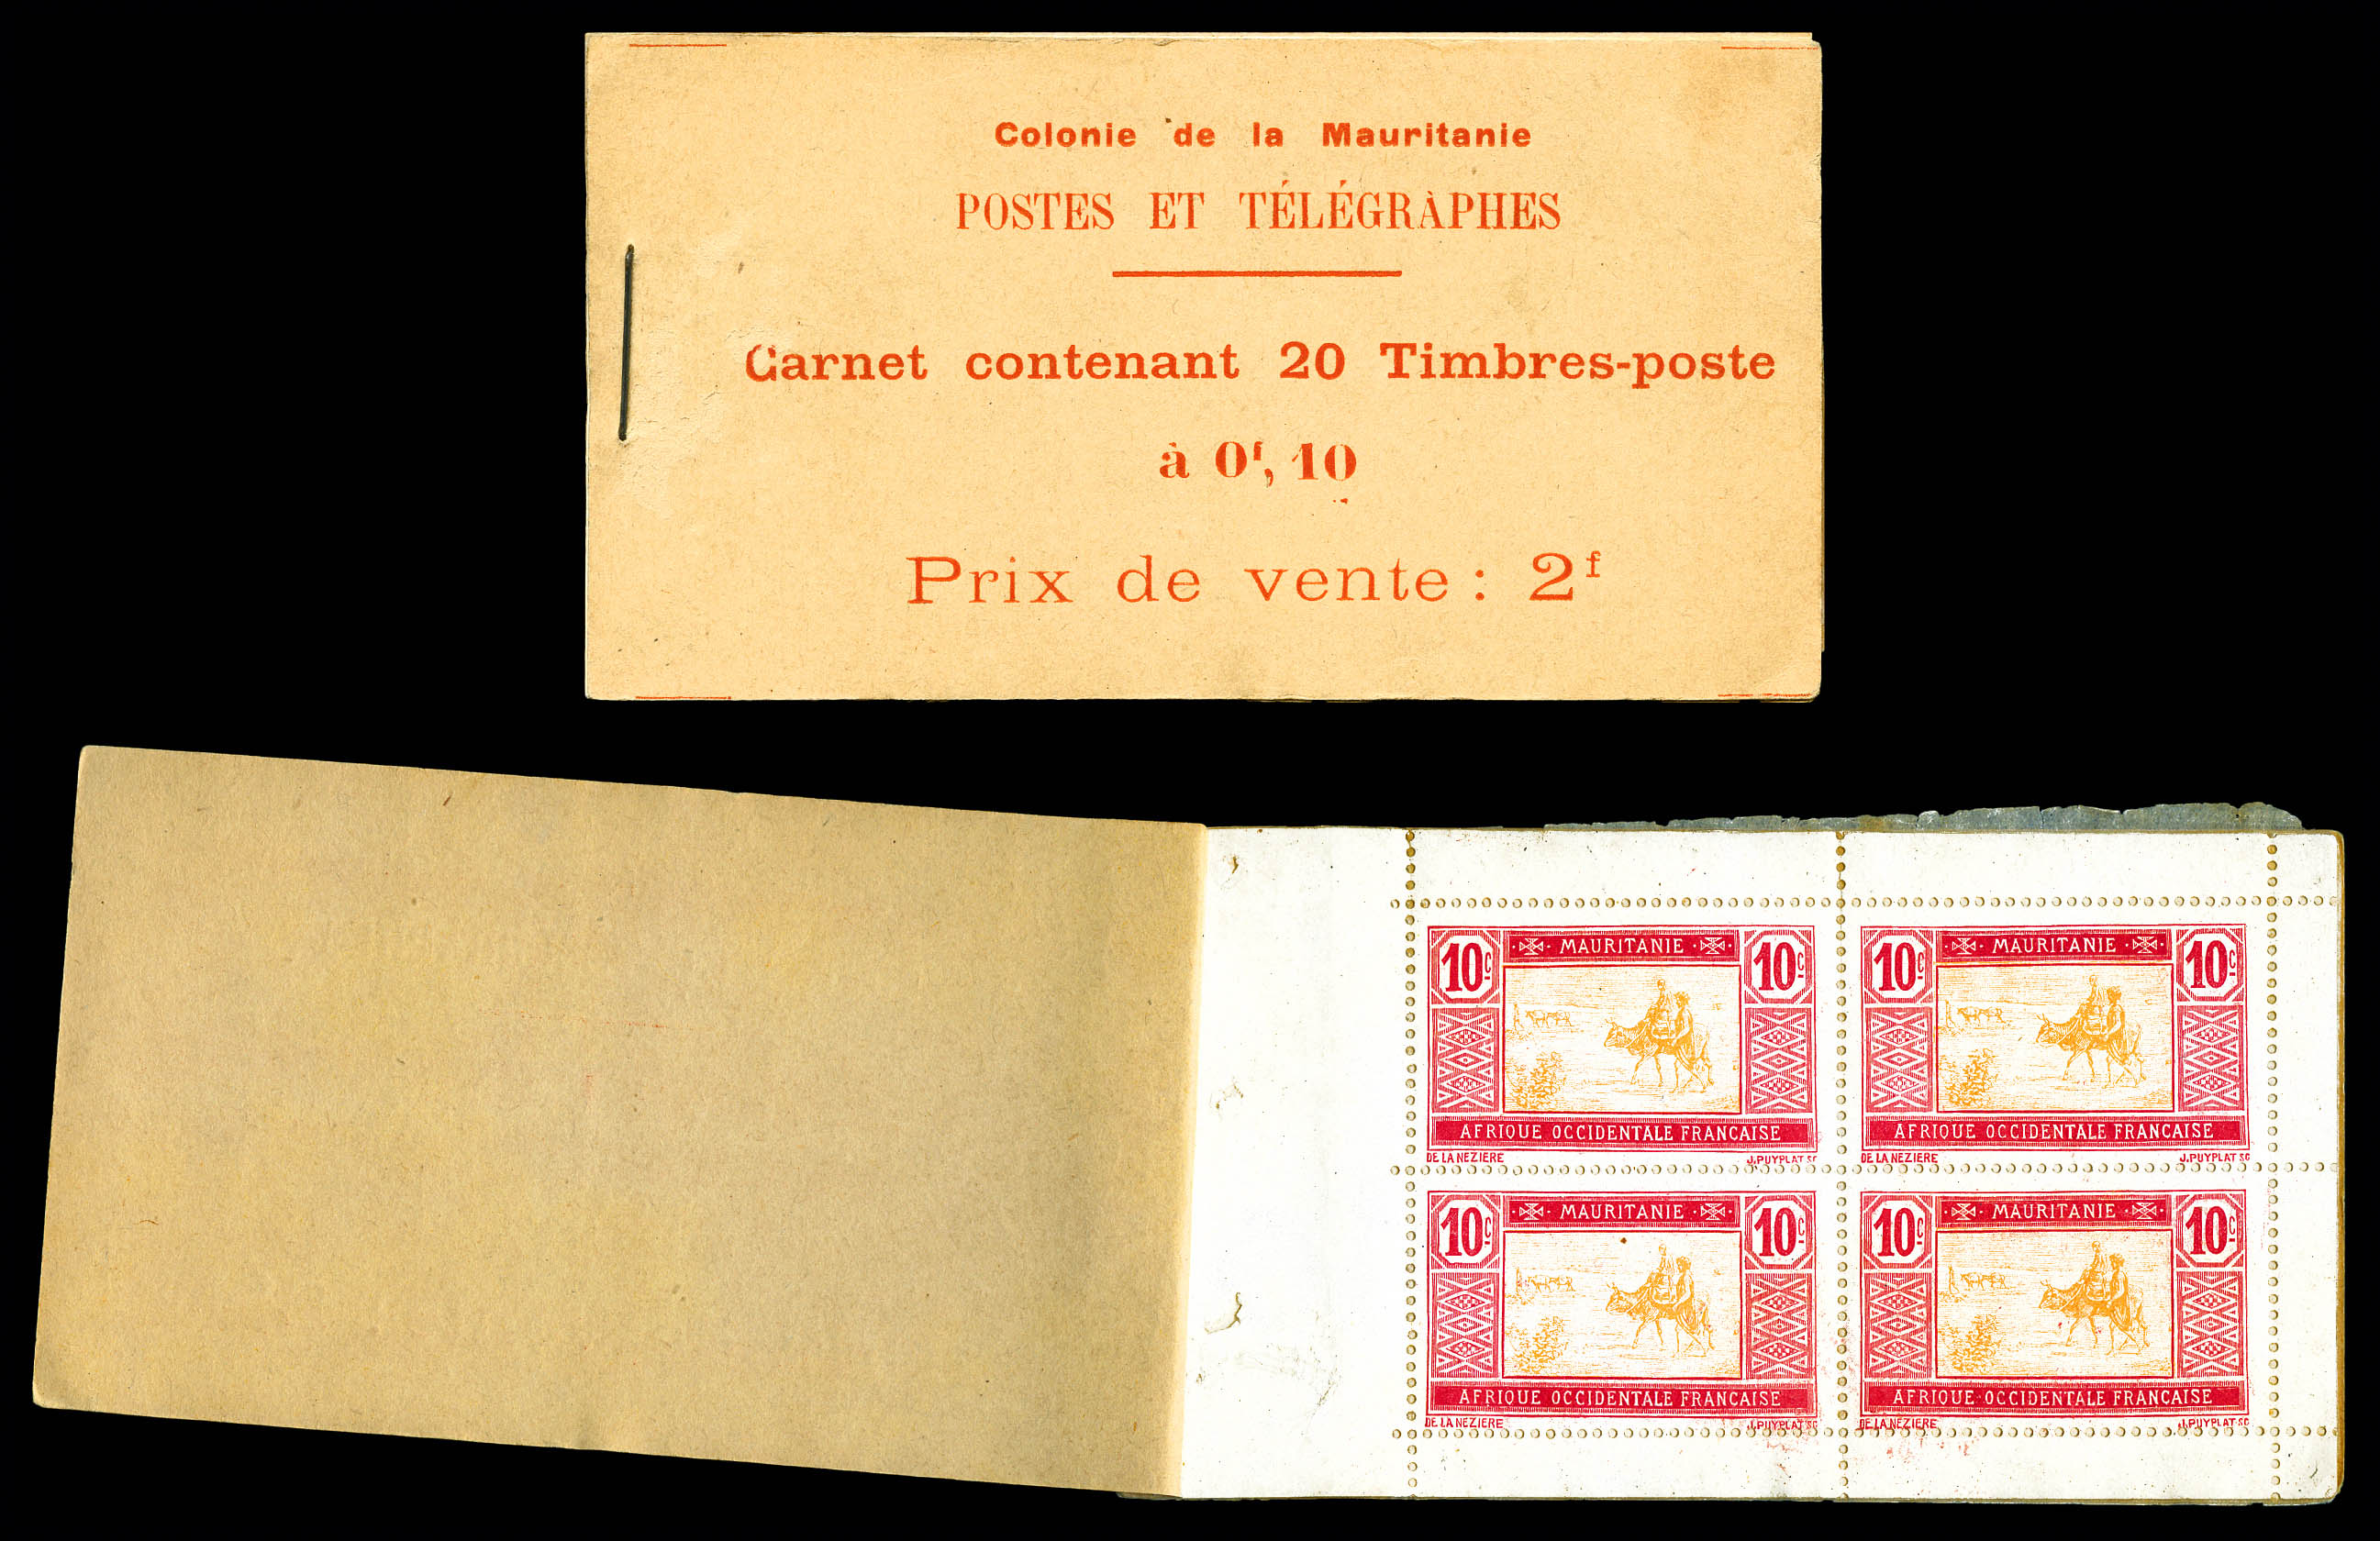 Colonie de la Mauritanie
POSTES ET TÉLÉGRÀPHES
Carnet contenant 20 Timbres-poste
à 0f, 10
Prix de vente : 2f
10c MAURITANIE 10c
AFRIQUE OCCIDENTALE FRANCAISE
DE LA NEZIERE J.PUYPLAT SC
10c MAURITANIE 10c
AFRIQUE OCCIDENTALE FRANCAISE
DE LA NEZIERE J.PUYPLAT SC
10c MAURITANIE 10c
AFRIQUE OCCIDENTALE FRANCAISE
DE LA NEZIERE J.PUYPLAT SC
10c MAURITANIE 10c
AFRIQUE OCCIDENTALE FRANCAISE
DE LA NEZIERE J.PUYPLAT SC